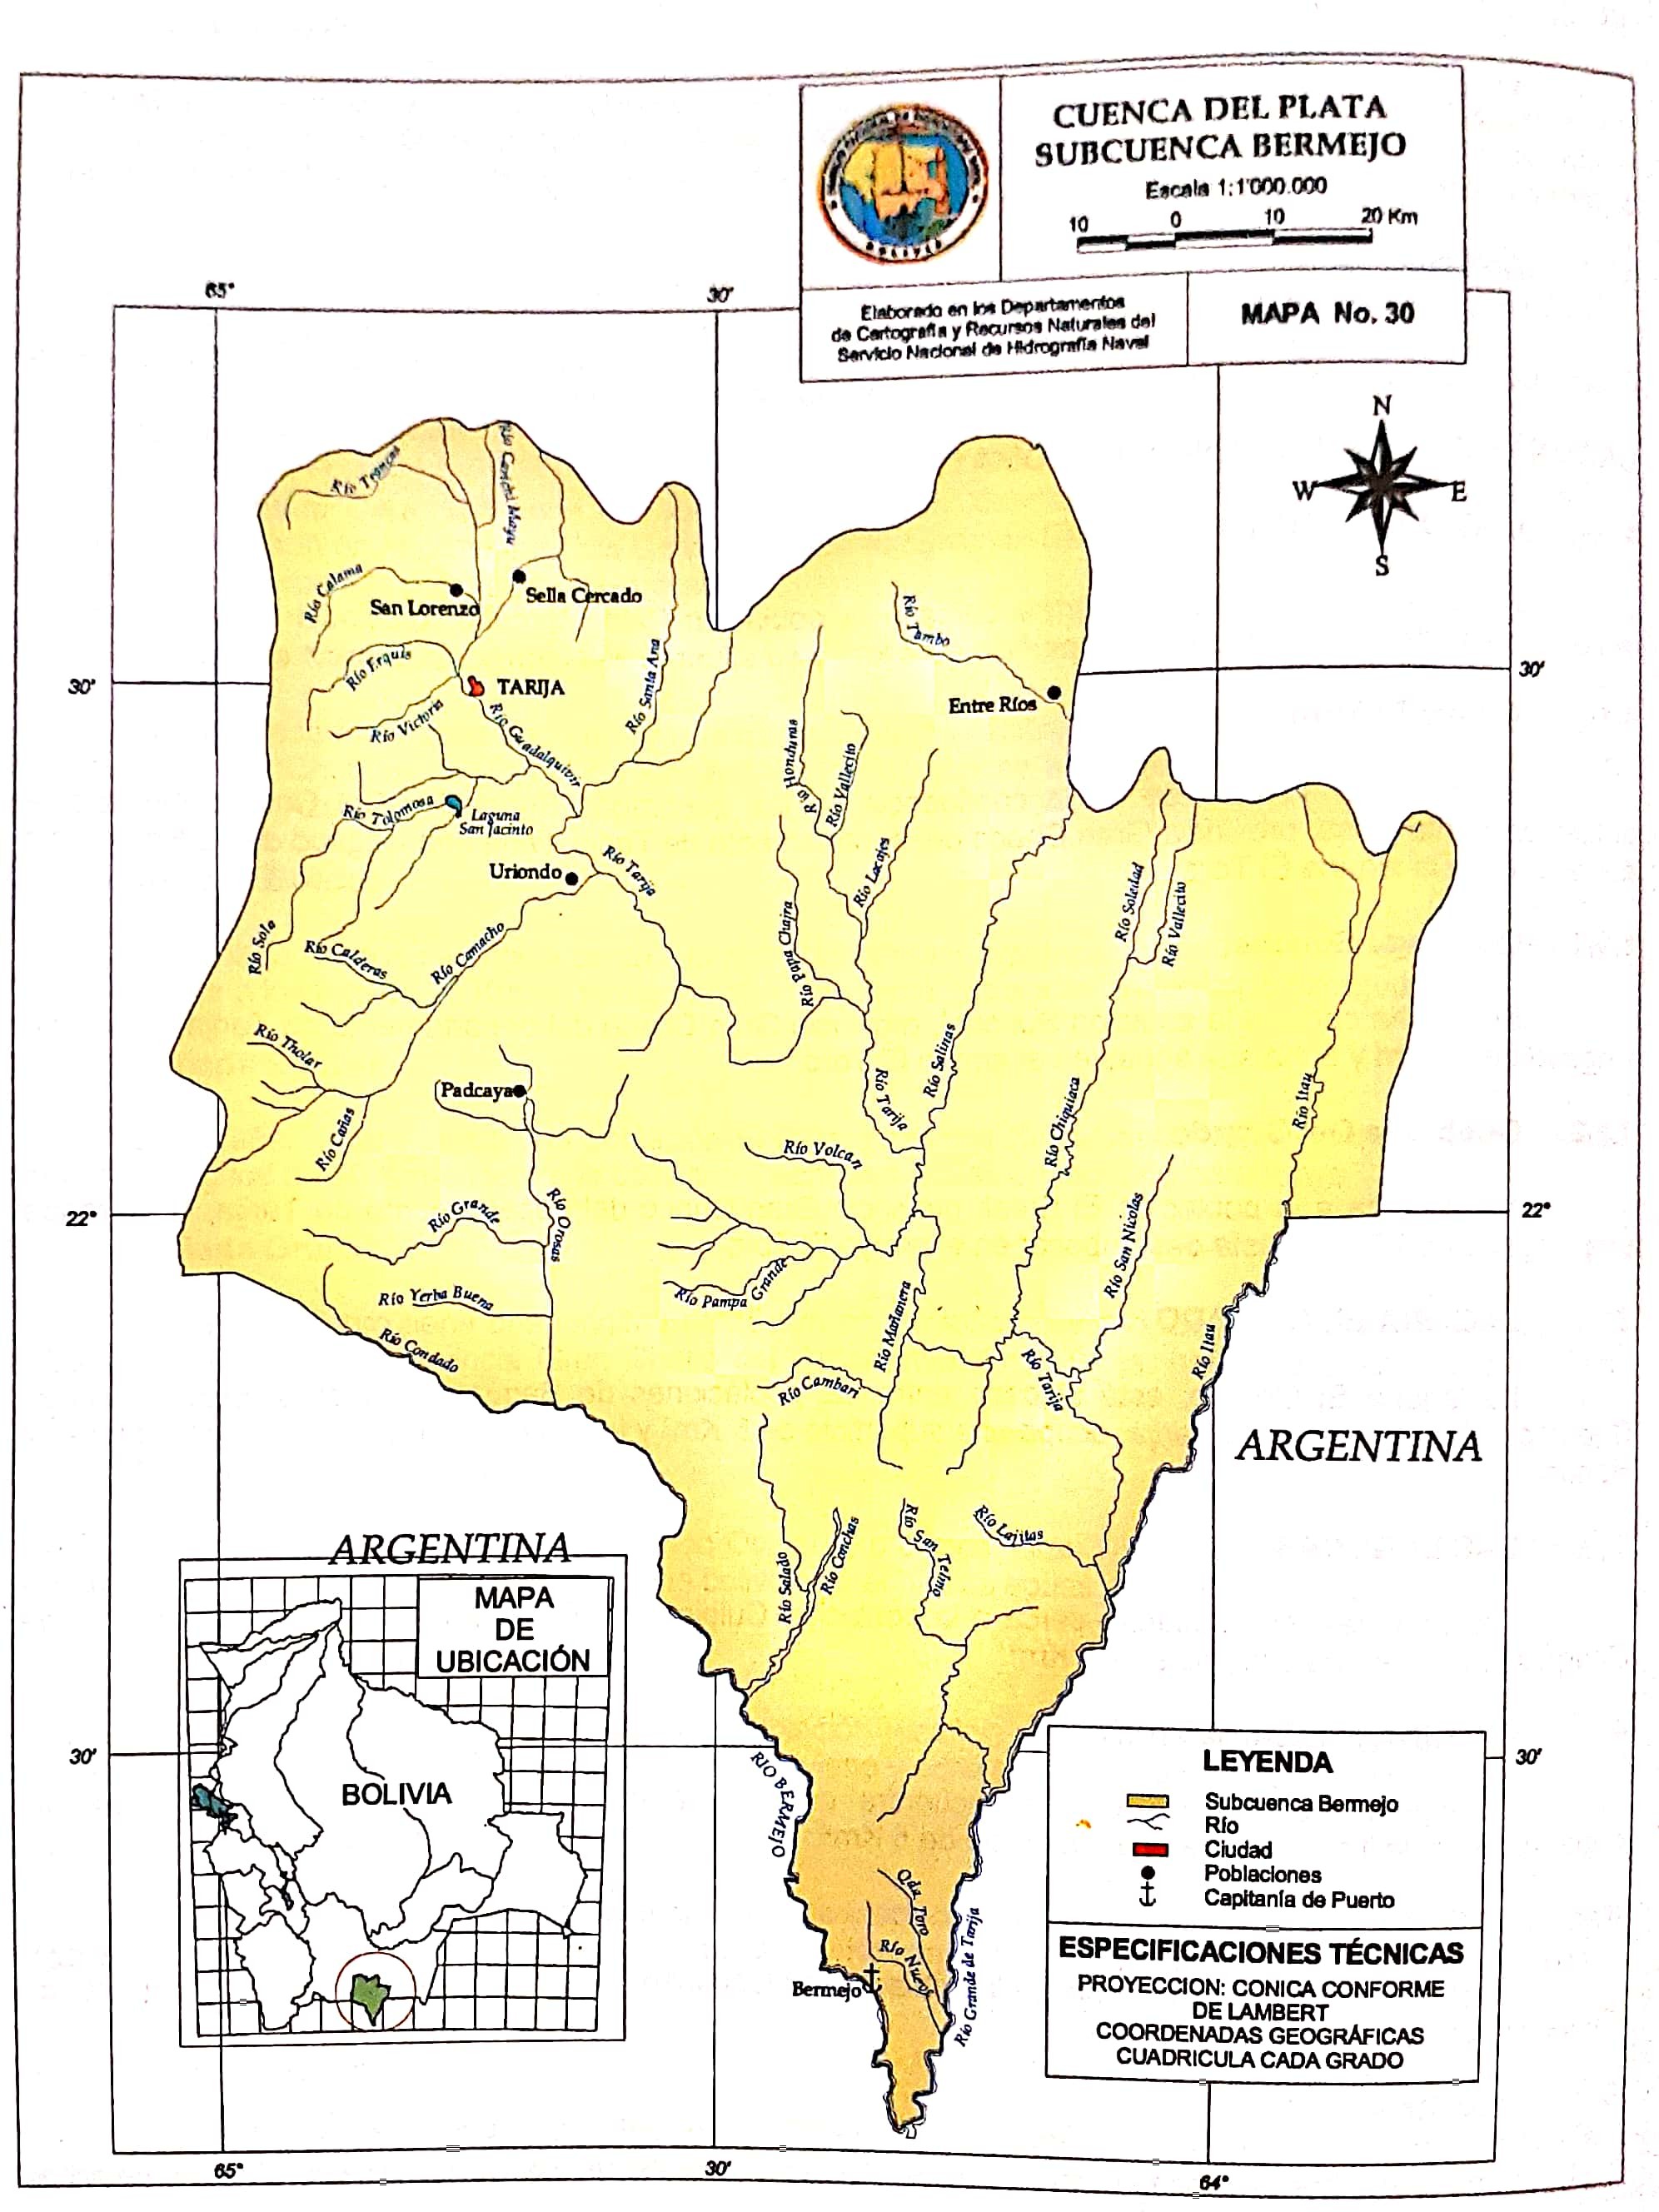 CUENCA DEL PLATA
SUBCUENCA BERMEJO
Escala 1:1'000.000
10 0 10 20 Km
BOLIVIA
Elaborado en los Departamentos
de Cartografía y Recursos Naturales del
Servicio Nacional de Hidrografía Naval
MAPA No. 30
65°
30'
N
W
E
S
Río Trancas
Río Canchi Mayu
Río Calama
San Lorenzo
Sella Cercado
Río Erquis
TARIJA
Río Victoria
Río Guadalquivir
Río Santa Ana
Río Tambo
Entre Ríos
30'
30'
Río Honduras
Río Vallecito
Río Tolomosa
Laguna
San Jacinto
Uriondo
Río Tarija
Río Lacajes
Río Soledad
Río Vallecito
Río Sola
Río Calderas
Río Camacho
Río Papa Chajra
Río Tholar
Río Cañas
Padcaya
Río Tarija
Río Salinas
Río Chiquiaca
Río Itau
Río Volcan
22°
22°
Río Grande
Río Orosas
Río San Nicolas
Río Yerba Buena
Río Pampa Grande
Río Condado
Río Mañanera
Río Cambari
Río Tarija
Río Itau
ARGENTINA
ARGENTINA
Río Salado
Río Conchas
Río San Telmo
Río Lajitas
MAPA
DE
UBICACIÓN
BOLIVIA
30'
30'
RIO BERMEJO
Qda Toro
Río Nuevo
Bermejo
Río Grande de Tarija
LEYENDA
Subcuenca Bermejo
Río
Ciudad
Poblaciones
Capitanía de Puerto
ESPECIFICACIONES TÉCNICAS
PROYECCION: CONICA CONFORME
DE LAMBERT
COORDENADAS GEOGRÁFICAS
CUADRICULA CADA GRADO
65°
30'
64°